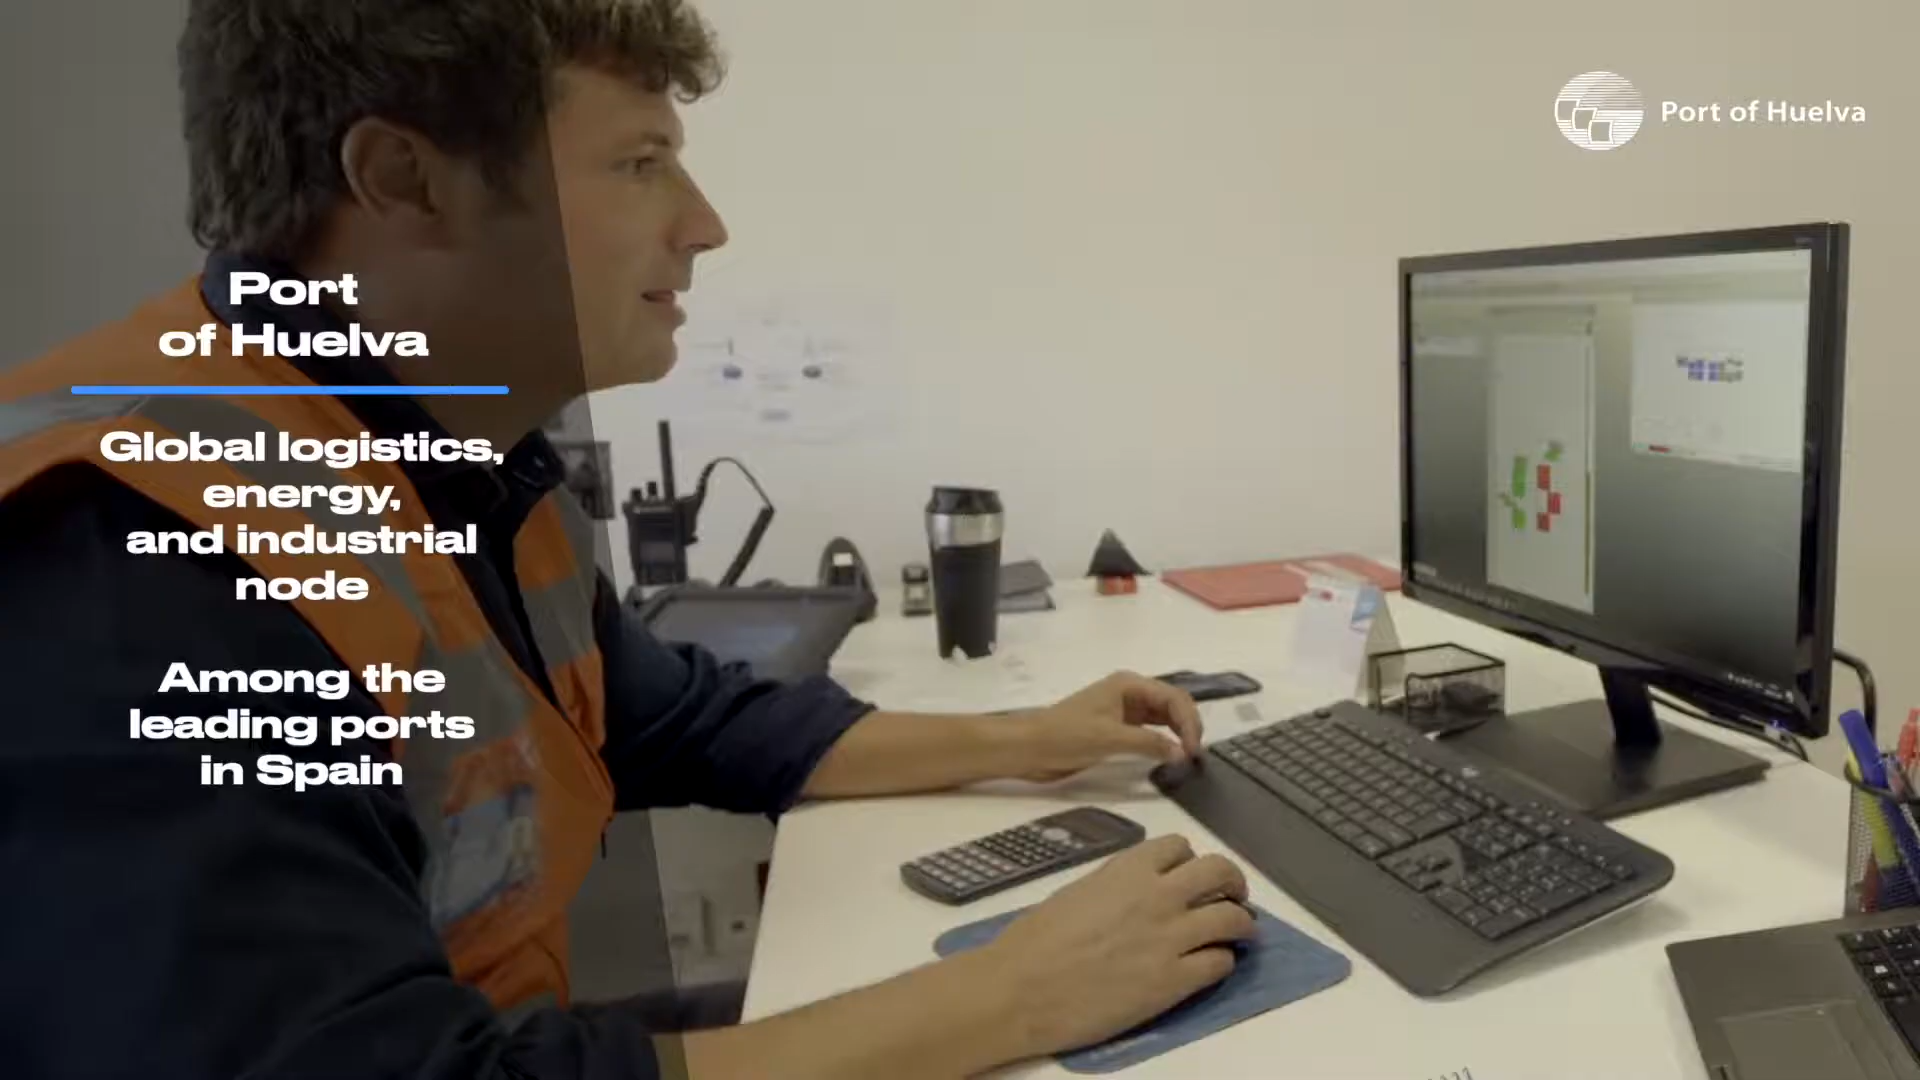 Port of Huelva
Port
of Huelva
Global logistics,
energy,
and industrial
node
Among the
leading ports
in Spain